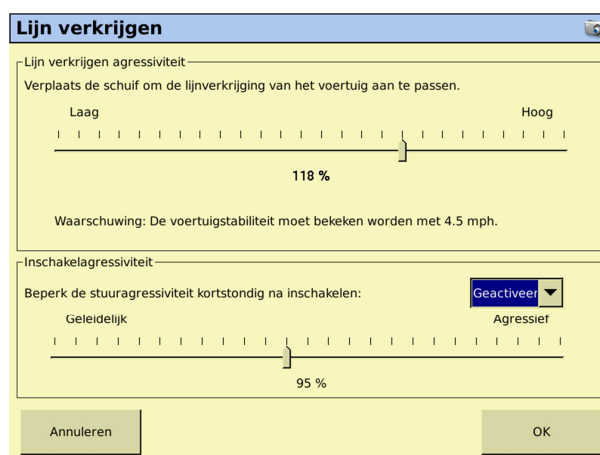 Lijn verkrijgen
Lijn verkrijgen agressiviteit
Verplaats de schuif om de lijnverkrijging van het voertuig aan te passen.
Laag Hoog
118 %
Waarschuwing: De voertuigstabiliteit moet bekeken worden met 4.5 mph.
Inschakelagressiviteit
Beperk de stuuragressiviteit kortstondig na inschakelen: Geactiveer
Geleidelijk Agressief
95 %
Annuleren OK